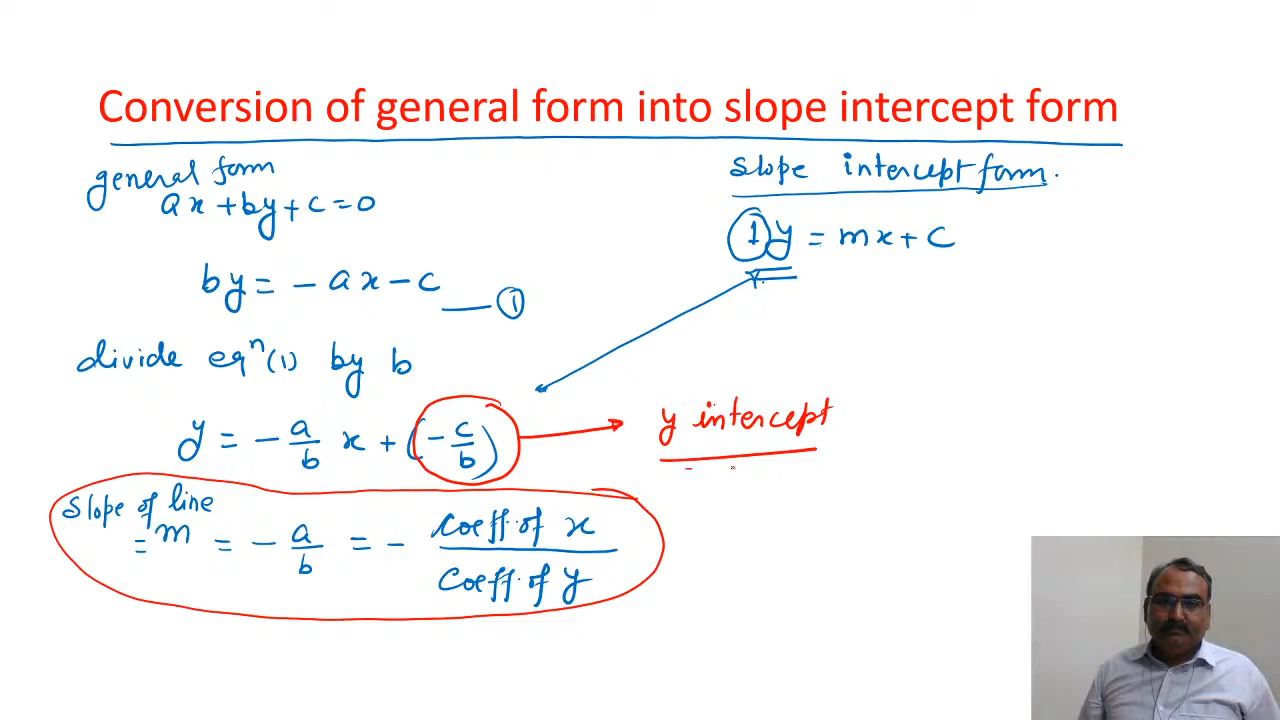 Conversion of general form into slope intercept form
general form
ax + by + c = 0
by = - ax - c — ①
divide eqⁿ(1) by b
y = - a/b x + (- c/b) → y intercept
slope of line
= m = - a/b = - coeff. of x / coeff. of y
slope intercept form.
1 y = mx + c